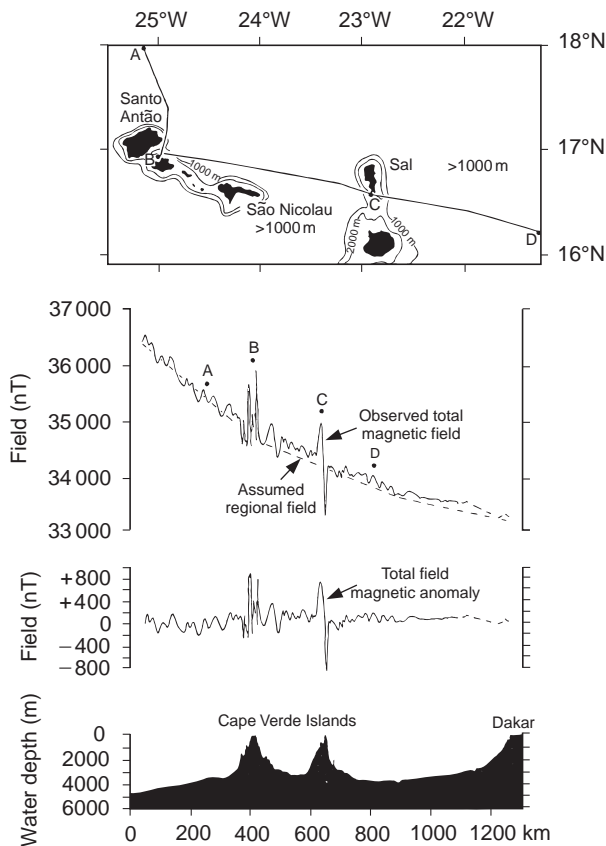 25°W 24°W 23°W 22°W
18°N
A
Santo
Antão
17°N
B
1000 m
Sal >1000 m
São Nicolau
>1000 m
C
2000 m
1000 m
D
16°N
37 000
36 000
35 000
34 000
33 000
Field (nT)
A
B
C
D
Observed total
magnetic field
Assumed
regional field
+800
+400
0
−400
−800
Field (nT)
Total field
magnetic anomaly
Cape Verde Islands
Dakar
0
2000
4000
6000
Water depth (m)
0 200 400 600 800 1000 1200 km